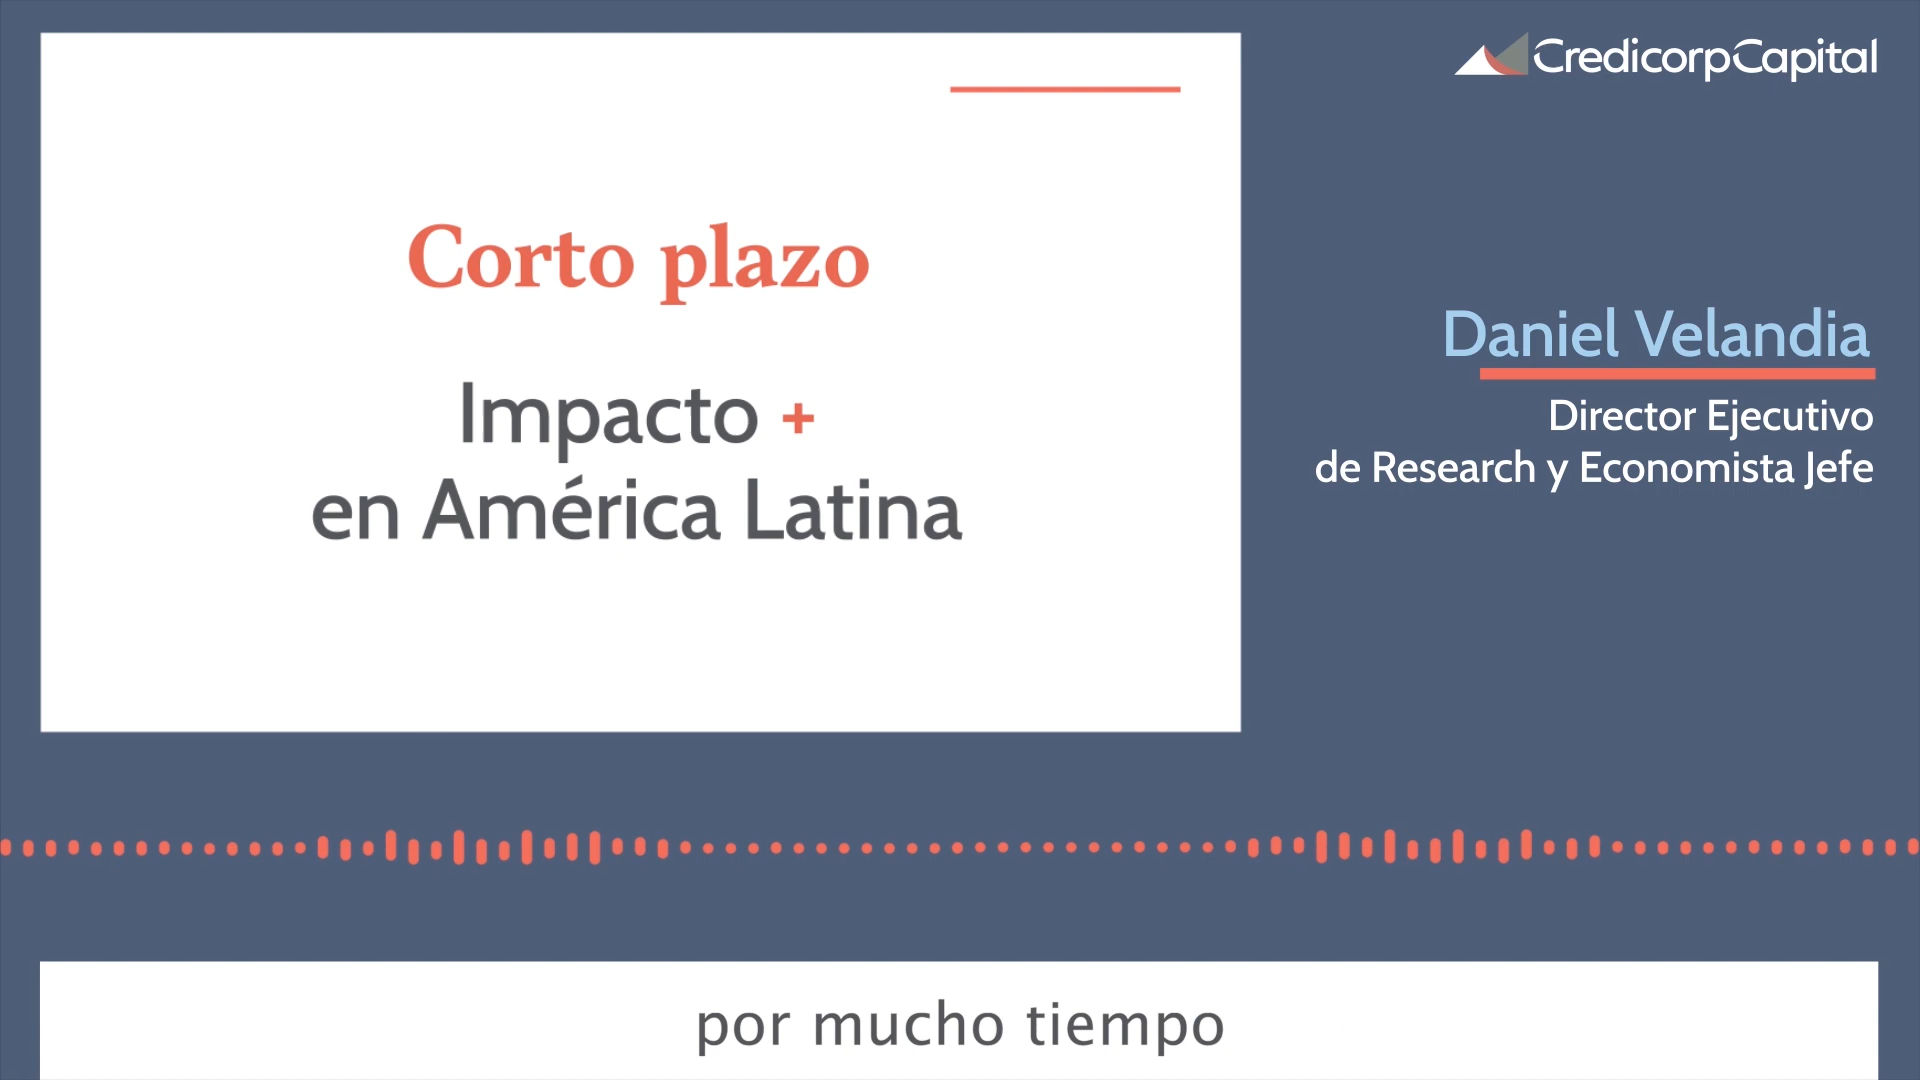 CredicorpCapital
Corto plazo
Impacto +
en América Latina
Daniel Velandia
Director Ejecutivo
de Research y Economista Jefe
por mucho tiempo